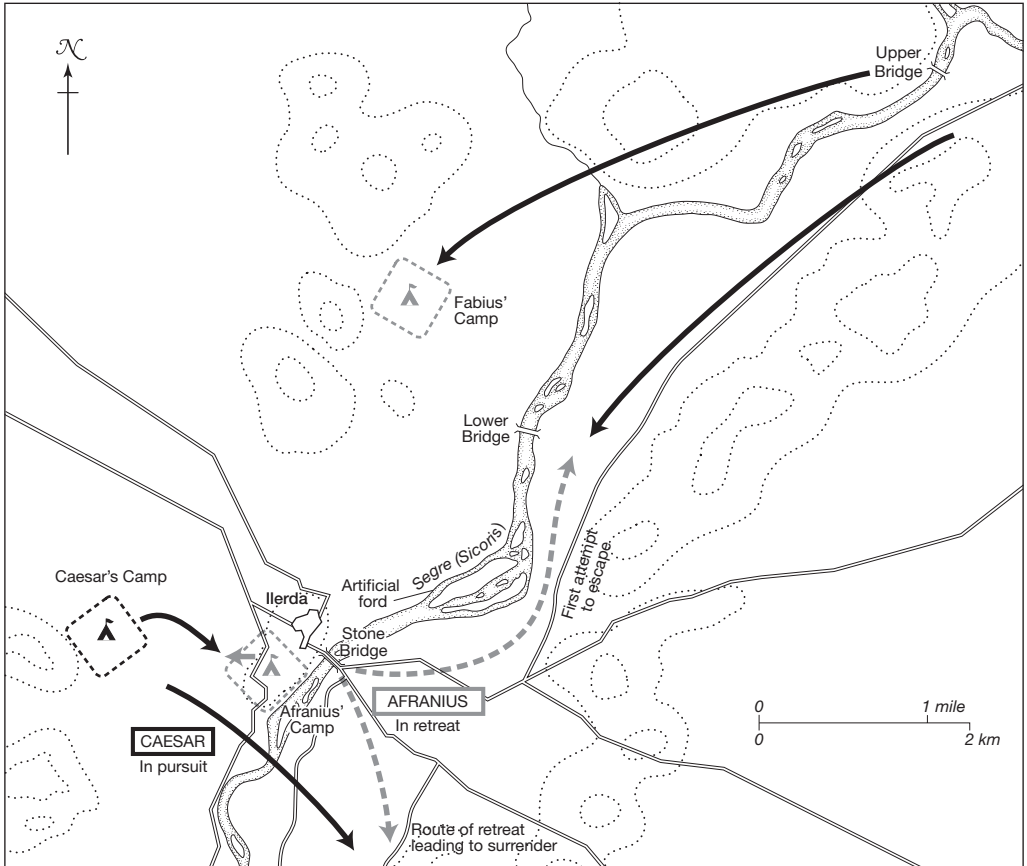 N
Upper
Bridge
Fabius'
Camp
Lower
Bridge
Segre (Sicoris)
First attempt
to escape
Caesar's Camp
Artificial
ford
Ilerda
Stone
Bridge
AFRANIUS
In retreat
Afranius'
Camp
CAESAR
In pursuit
0 1 mile
0 2 km
Route of retreat
leading to surrender